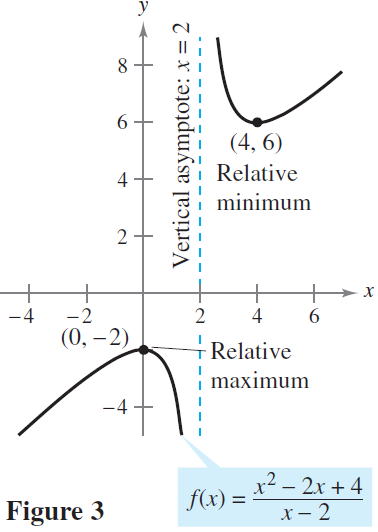 y
8
6
4
2
-4
-2
2
4
6
x
-4
Vertical asymptote: x = 2
(4, 6)
Relative
minimum
(0, −2)
Relative
maximum
f(x) = x² − 2x + 4
x − 2
Figure 3